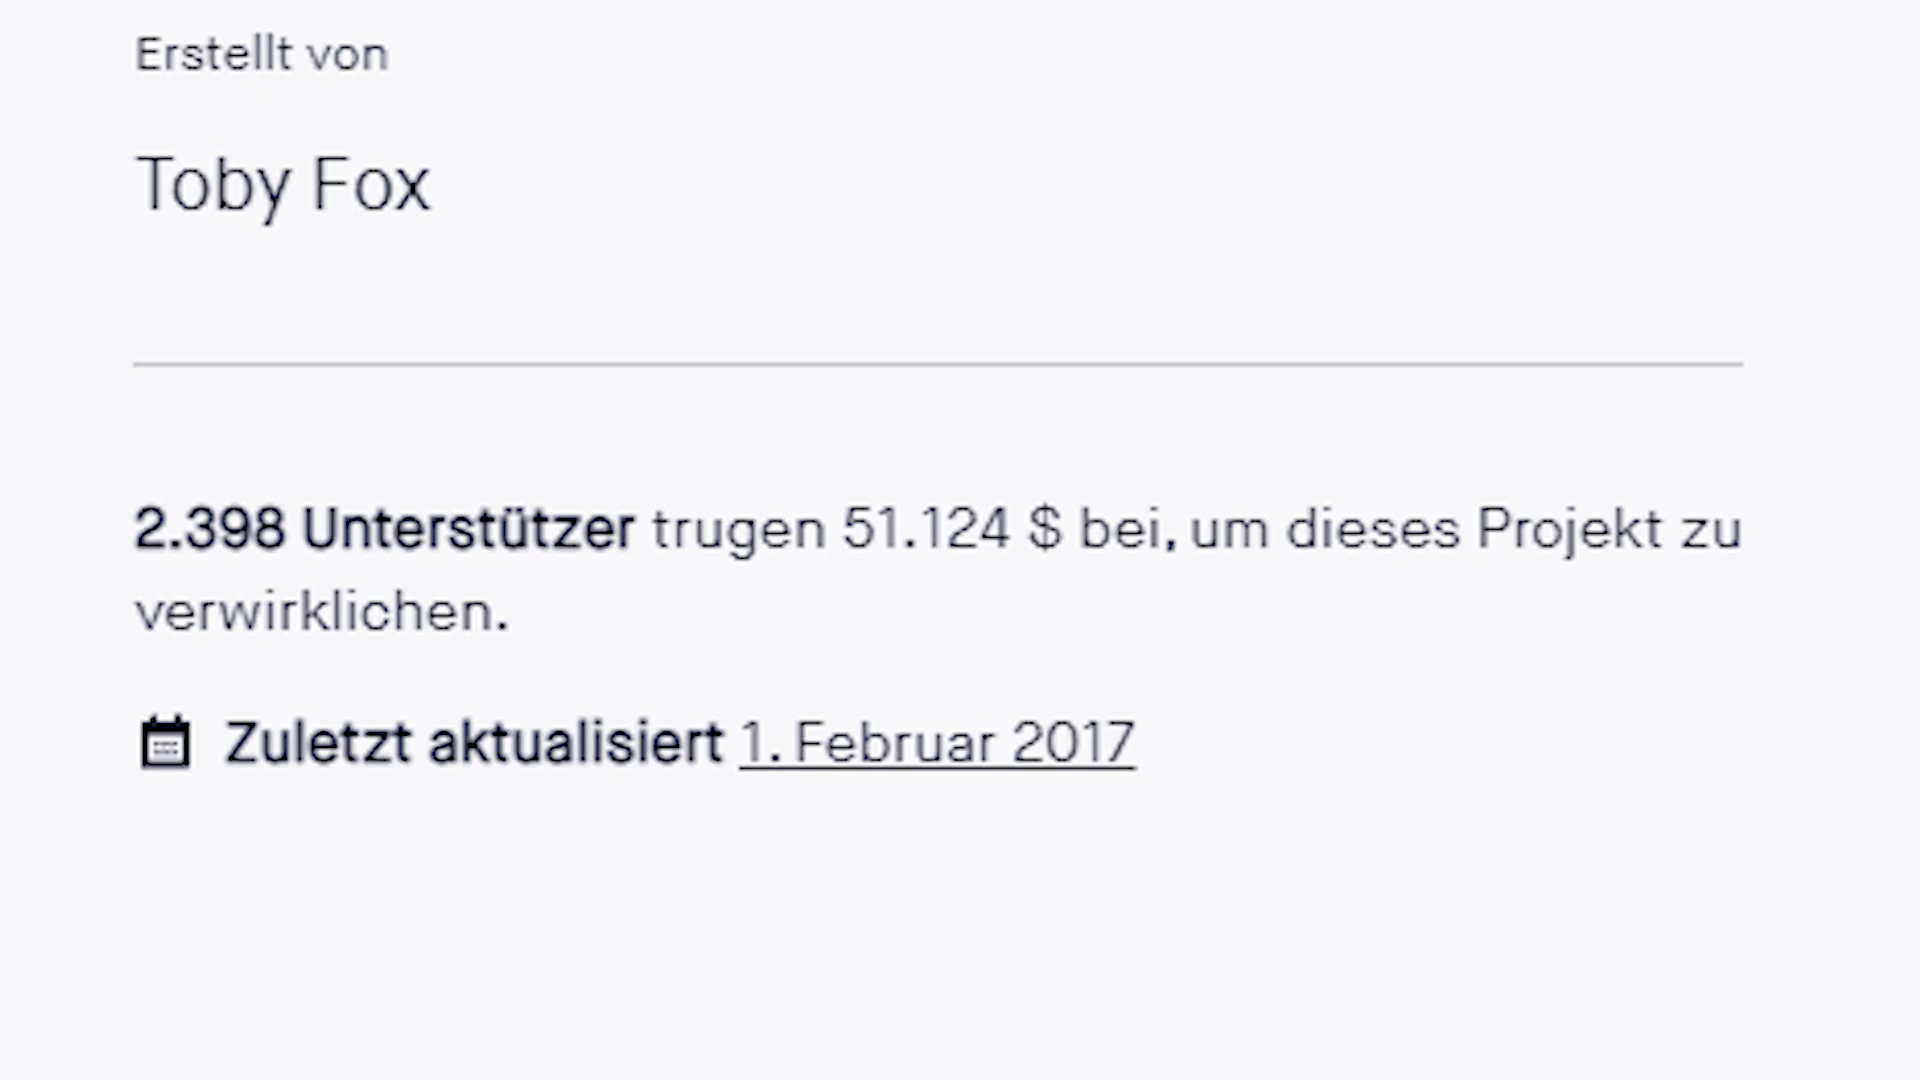 Erstellt von
Toby Fox
2.398 Unterstützer trugen 51.124 $ bei, um dieses Projekt zu
verwirklichen.
Zuletzt aktualisiert 1. Februar 2017